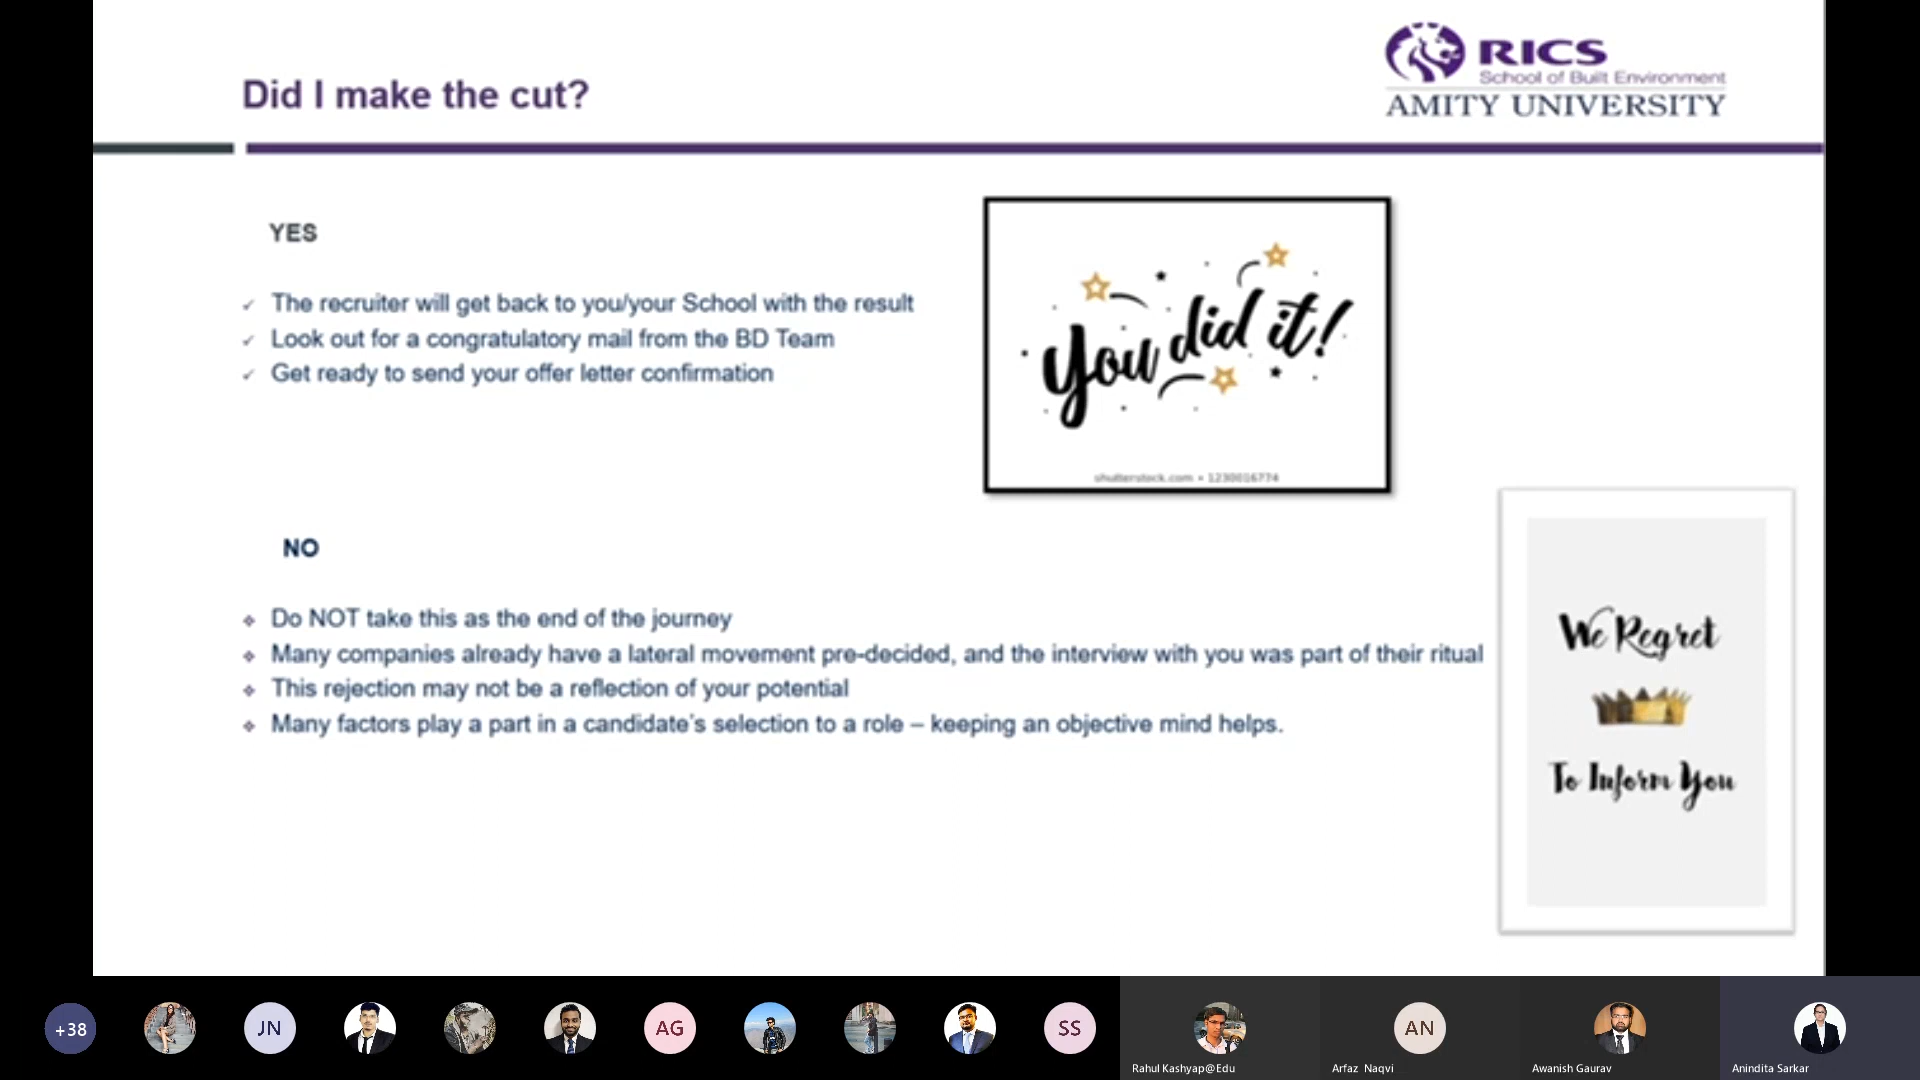 Did I make the cut?
RICS
School of Built Environment
AMITY UNIVERSITY
YES
The recruiter will get back to you/your School with the result
Look out for a congratulatory mail from the BD Team
Get ready to send your offer letter confirmation
You did it!
shutterstock.com • 1230016774
NO
Do NOT take this as the end of the journey
Many companies already have a lateral movement pre-decided, and the interview with you was part of their ritual
This rejection may not be a reflection of your potential
Many factors play a part in a candidate's selection to a role – keeping an objective mind helps.
We Regret
To Inform You
+38
JN
AG
SS
AN
Rahul Kashyap@Edu
Arfaz Naqvi
Awanish Gaurav
Anindita Sarkar